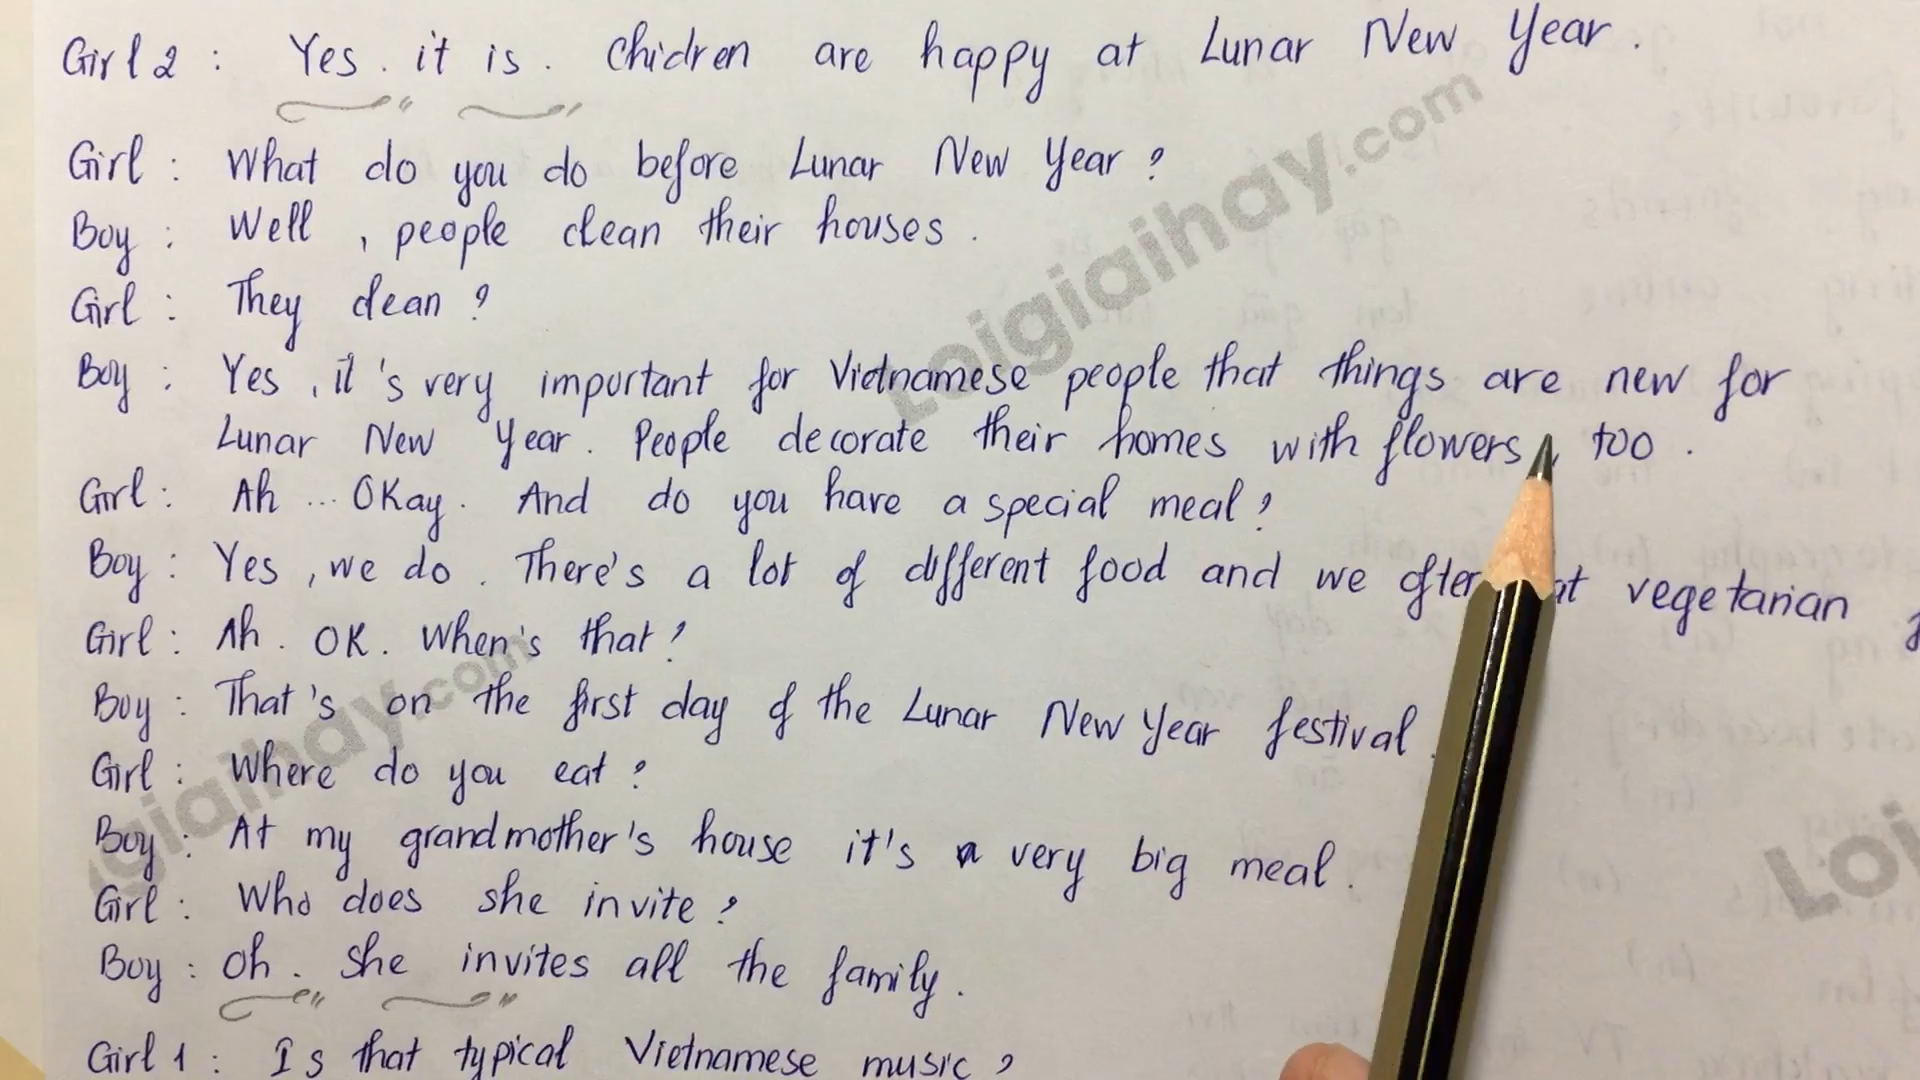 Girl 2 : Yes . it is . Chidren are happy at Lunar New Year .
Girl : What do you do before Lunar New Year ?
Boy : Well , people clean their houses .
Girl : They clean ?
Boy : Yes , it 's very important for Vietnamese people that things are new for
Lunar New Year . People decorate their homes with flowers , too .
Girl : Ah ... Okay . And do you have a special meal ?
Boy : Yes , we do . There's a lot of different food and we often vegetarian
Girl : Ah . OK . When's that ?
Boy : That 's on the first day of the Lunar New Year festival .
Girl : Where do you eat ?
Boy : At my grandmother's house it's a very big meal .
Girl : Who does she invite ?
Boy : Oh . She invites all the family .
Girl 1 : Is that typical Vietnamese music ?
Loigiaihay.com
giaihay.com
Loi